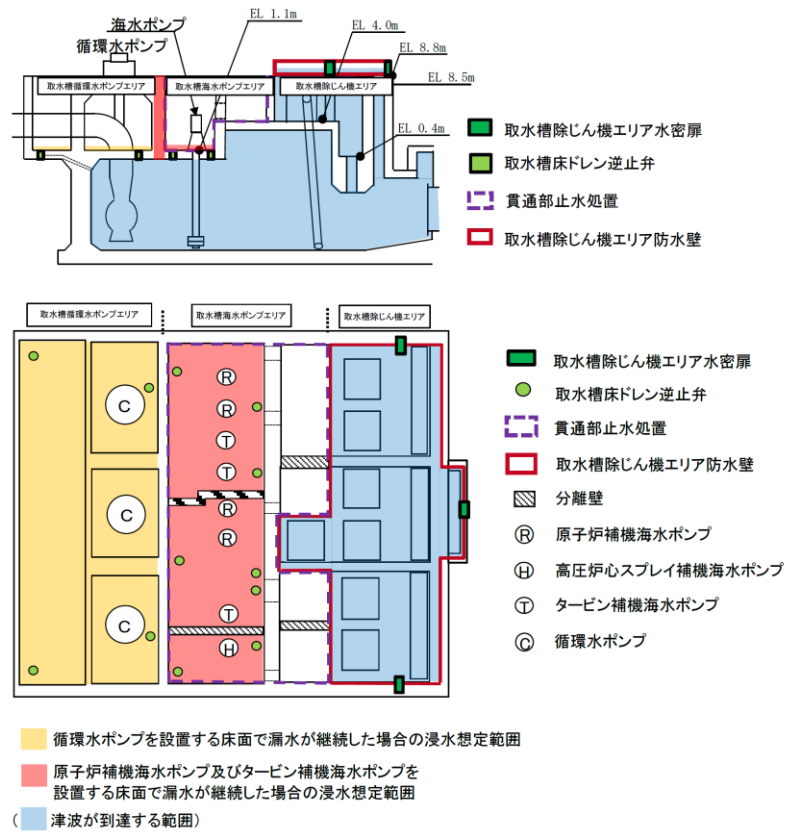 海水ポンプ
循環水ポンプ
EL 1.1m
EL 4.0m
EL 8.8m
EL 8.5m
取水槽循環水ポンプエリア
取水槽海水ポンプエリア
取水槽除じん機エリア
EL 0.4m
取水槽除じん機エリア水密扉
取水槽床ドレン逆止弁
貫通部止水処置
取水槽除じん機エリア防水壁
取水槽循環水ポンプエリア
取水槽海水ポンプエリア
取水槽除じん機エリア
C
C
C
R
R
T
T
R
R
T
H
取水槽除じん機エリア水密扉
取水槽床ドレン逆止弁
貫通部止水処置
取水槽除じん機エリア防水壁
分離壁
R 原子炉補機海水ポンプ
H 高圧炉心スプレイ補機海水ポンプ
T タービン補機海水ポンプ
C 循環水ポンプ
循環水ポンプを設置する床面で漏水が継続した場合の浸水想定範囲
原子炉補機海水ポンプ及びタービン補機海水ポンプを
設置する床面で漏水が継続した場合の浸水想定範囲
( 津波が到達する範囲)